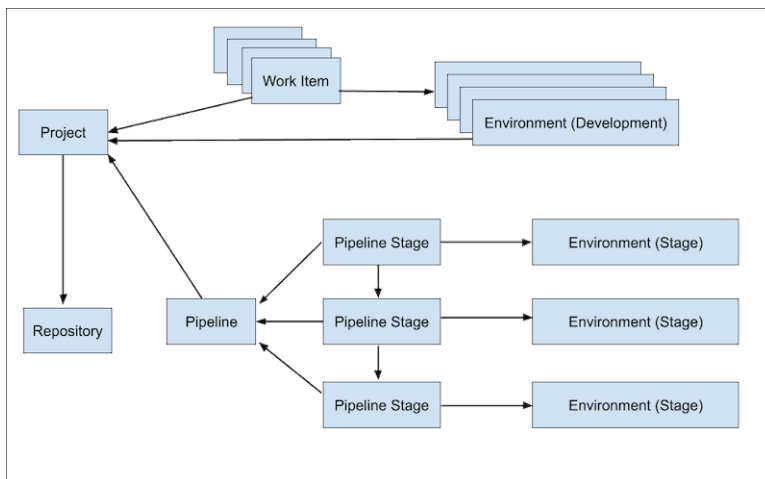 Work Item
Environment (Development)
Project
Pipeline Stage
Environment (Stage)
Repository
Pipeline
Pipeline Stage
Environment (Stage)
Pipeline Stage
Environment (Stage)